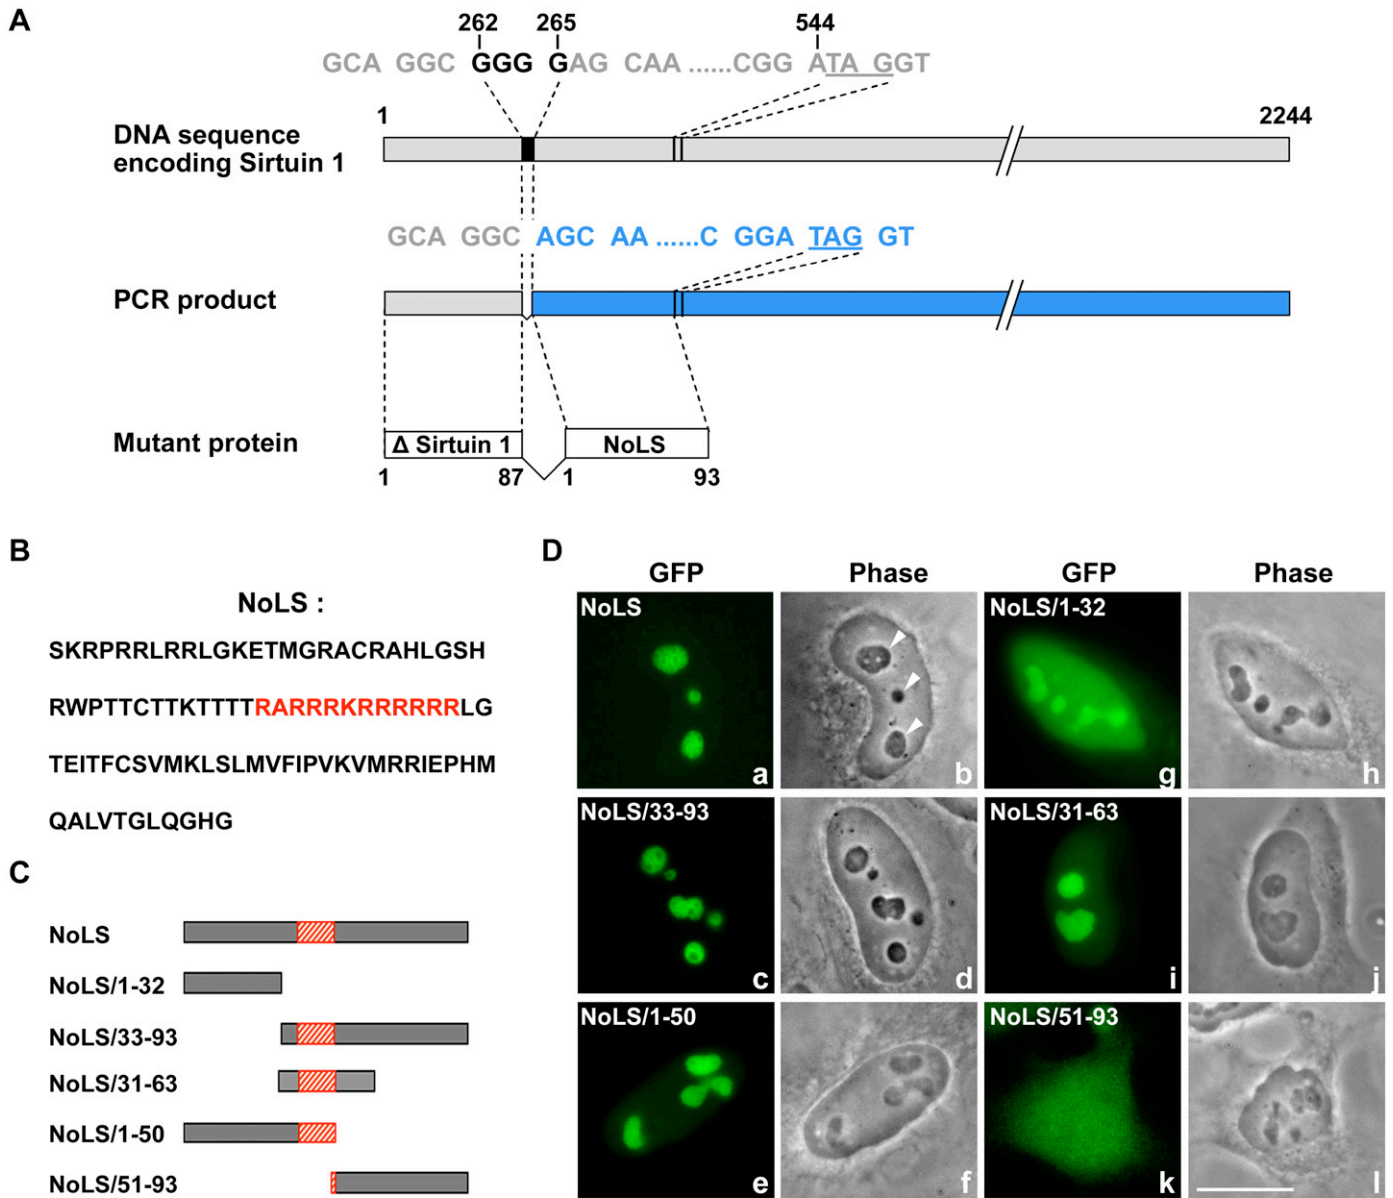 A
262 265 544
GCA GGC GGG GAG CAA ......CGG ATA GGT
1 2244
DNA sequence
encoding Sirtuin 1
GCA GGC AGC AA ......C GGA TAG GT
PCR product
Mutant protein
Δ Sirtuin 1 NoLS
1 87 1 93
B
NoLS :
SKRPRRLRRLGKETMGRACRAHLGSH
RWPTTCTTKTTTTRARRRKRRRRRRLG
TEITFCSVMKLSLMVFIPVKVMRRIEPHM
QALVTGLQGHG
C
NoLS
NoLS/1-32
NoLS/33-93
NoLS/31-63
NoLS/1-50
NoLS/51-93
D
GFP Phase GFP Phase
NoLS NoLS/1-32
a b g h
NoLS/33-93 NoLS/31-63
c d i j
NoLS/1-50 NoLS/51-93
e f k l